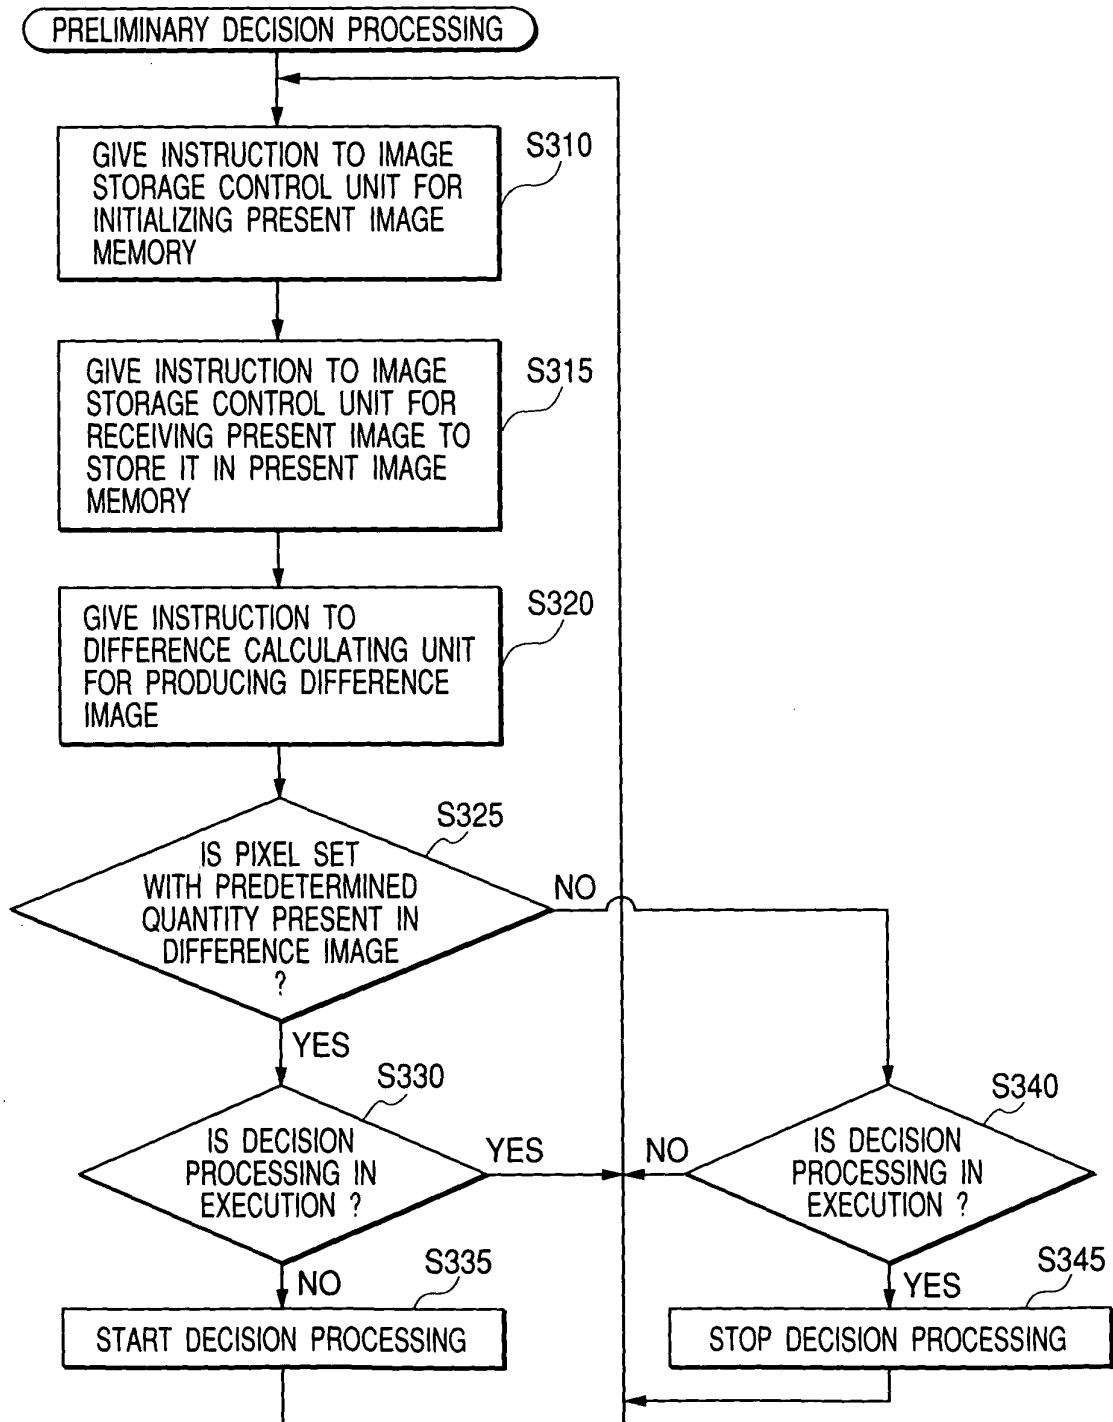 PRELIMINARY DECISION PROCESSING
S310
GIVE INSTRUCTION TO IMAGE
STORAGE CONTROL UNIT FOR
INITIALIZING PRESENT IMAGE
MEMORY
S315
GIVE INSTRUCTION TO IMAGE
STORAGE CONTROL UNIT FOR
RECEIVING PRESENT IMAGE TO
STORE IT IN PRESENT IMAGE
MEMORY
S320
GIVE INSTRUCTION TO
DIFFERENCE CALCULATING UNIT
FOR PRODUCING DIFFERENCE
IMAGE
S325
IS PIXEL SET
WITH PREDETERMINED
QUANTITY PRESENT IN
DIFFERENCE IMAGE
?
NO
YES
S330
IS DECISION
PROCESSING IN
EXECUTION ?
YES
NO
S335
START DECISION PROCESSING
S340
IS DECISION
PROCESSING IN
EXECUTION ?
NO
YES
S345
STOP DECISION PROCESSING